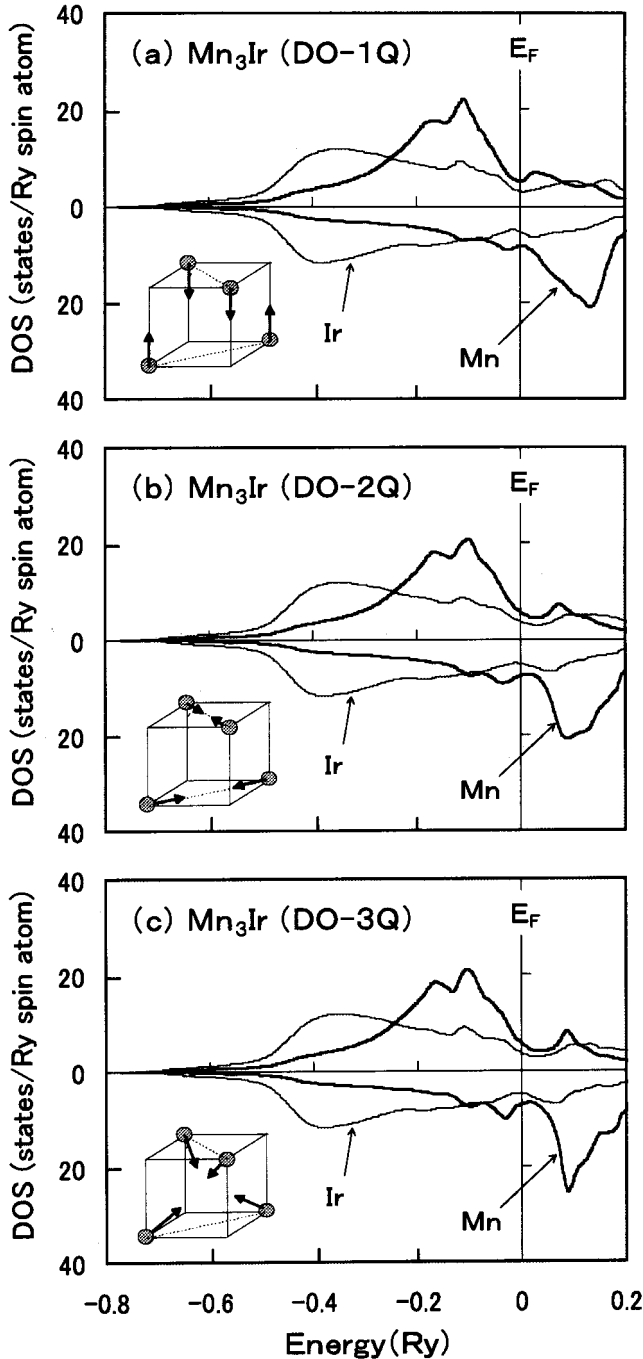 40
(a) Mn₃Ir (DO-1Q) E_F
20
0
20
40
DOS (states/Ry spin atom)
Ir
Mn
40
(b) Mn₃Ir (DO-2Q) E_F
20
0
20
40
DOS (states/Ry spin atom)
Ir
Mn
40
(c) Mn₃Ir (DO-3Q) E_F
20
0
20
40
DOS (states/Ry spin atom)
Ir
Mn
-0.8 -0.6 -0.4 -0.2 0 0.2
Energy(Ry)